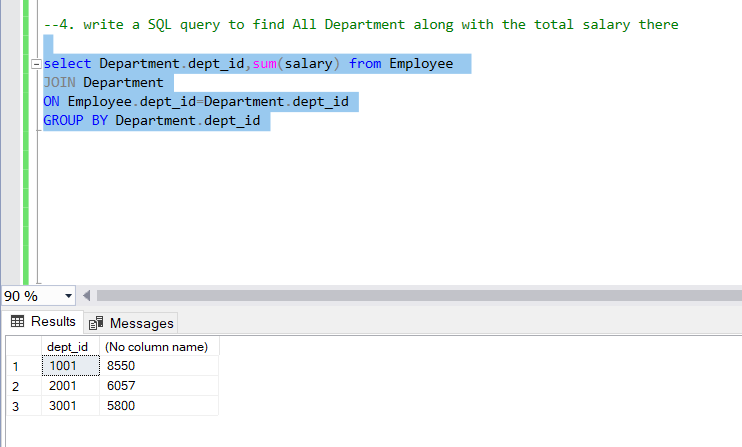 --4. write a SQL query to find All Department along with the total salary there
select Department.dept_id,sum(salary) from Employee
JOIN Department
ON Employee.dept_id=Department.dept_id
GROUP BY Department.dept_id
90 %
Results Messages
dept_id (No column name)
1 1001 8550
2 2001 6057
3 3001 5800